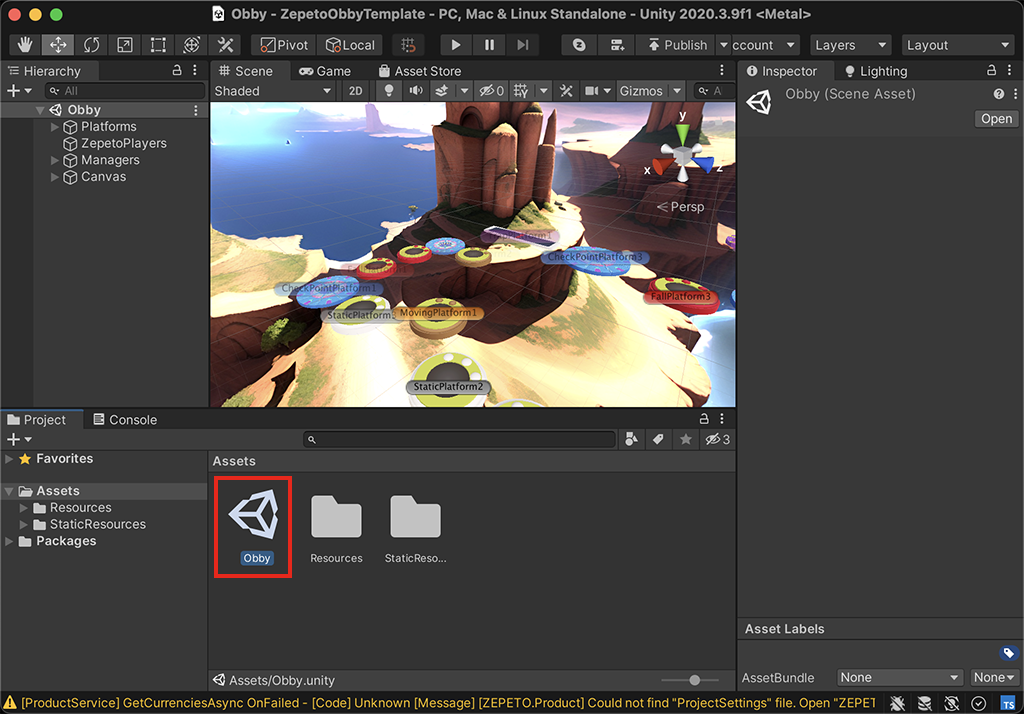 Obby - ZepetoObbyTemplate - PC, Mac & Linux Standalone - Unity 2020.3.9f1 <Metal>
Pivot Local Publish ccount Layers Layout
Hierarchy
All
Obby
Platforms
ZepetoPlayers
Managers
Canvas
Scene Game Asset Store
Shaded 2D 0 Gizmos A
y
x
z
Persp
CheckPointPlatform3
CheckPointPlatform1
FallPlatform3
StaticPlatform
MovingPlatform1
StaticPlatform2
Inspector Lighting
Obby (Scene Asset)
Open
Project Console
3
Favorites
Assets
Resources
StaticResources
Packages
Assets
Obby Resources StaticReso...
Assets/Obby.unity
Asset Labels
AssetBundle None None
[ProductService] GetCurrenciesAsync OnFailed - [Code] Unknown [Message] [ZEPETO.Product] Could not find "ProjectSettings" file. Open "ZEPET
TS